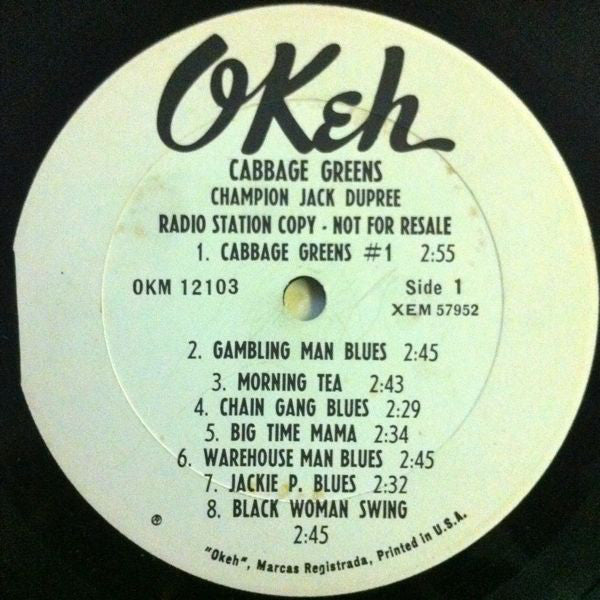 OKeh
CABBAGE GREENS
CHAMPION JACK DUPREE
RADIO STATION COPY - NOT FOR RESALE
1. CABBAGE GREENS #1 2:55
OKM 12103
Side 1
XEM 57952
2. GAMBLING MAN BLUES 2:45
3. MORNING TEA 2:43
4. CHAIN GANG BLUES 2:29
5. BIG TIME MAMA 2:34
6. WAREHOUSE MAN BLUES 2:45
7. JACKIE P. BLUES 2:32
8. BLACK WOMAN SWING
2:45
℗
"Okeh", Marcas Registrada, Printed in U.S.A.